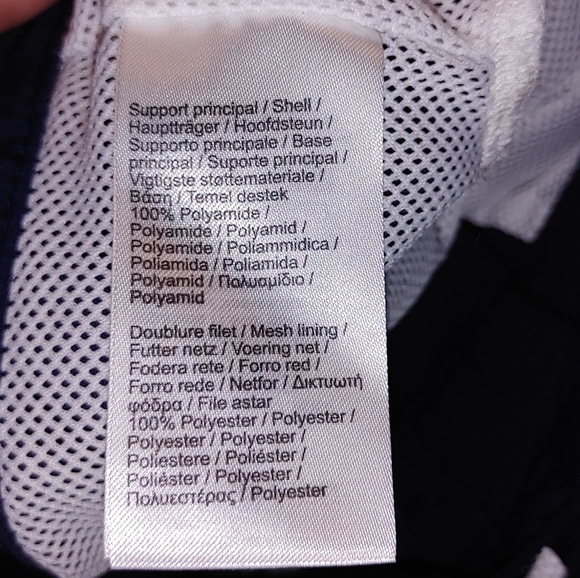 Support principal / Shell /
Hauptträger / Hoofdsteun /
Supporto principale / Base
principal / Suporte principal /
Vigtigste støttemateriale /
Βάση / Temel destek
100% Polyamide /
Polyamide / Polyamid /
Polyamide / Poliammidica /
Poliamida / Poliamida /
Polyamid / Πολυαμίδιο /
Polyamid
Doublure filet / Mesh lining /
Futter netz / Voering net /
Fodera rete / Forro red /
Forro rede / Netfor / Δικτυωτή
φόδρα / File astar
100% Polyester / Polyester /
Polyester / Polyester /
Poliestere / Poliéster /
Poliéster / Polyester /
Πολυεστέρας / Polyester